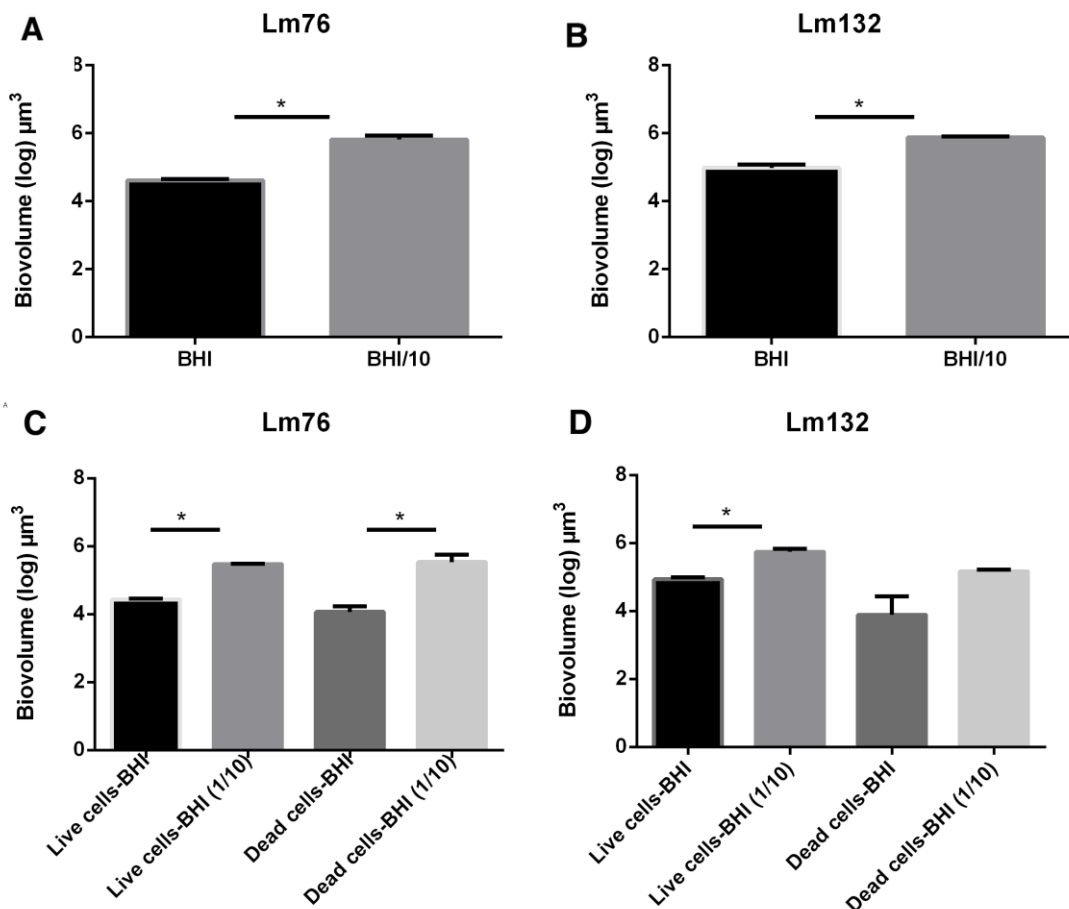 A
Lm76
Biovolume (log) µm³
8
6
4
2
0
*
BHI
BHI/10
B
Lm132
Biovolume (log) µm³
8
6
4
2
0
*
BHI
BHI/10
A
C
Lm76
Biovolume (log) µm³
8
6
4
2
0
*
*
Live cells-BHI
Live cells-BHI (1/10)
Dead cells-BHI
Dead cells-BHI (1/10)
D
Lm132
Biovolume (log) µm³
8
6
4
2
0
*
Live cells-BHI
Live cells-BHI (1/10)
Dead cells-BHI
Dead cells-BHI (1/10)